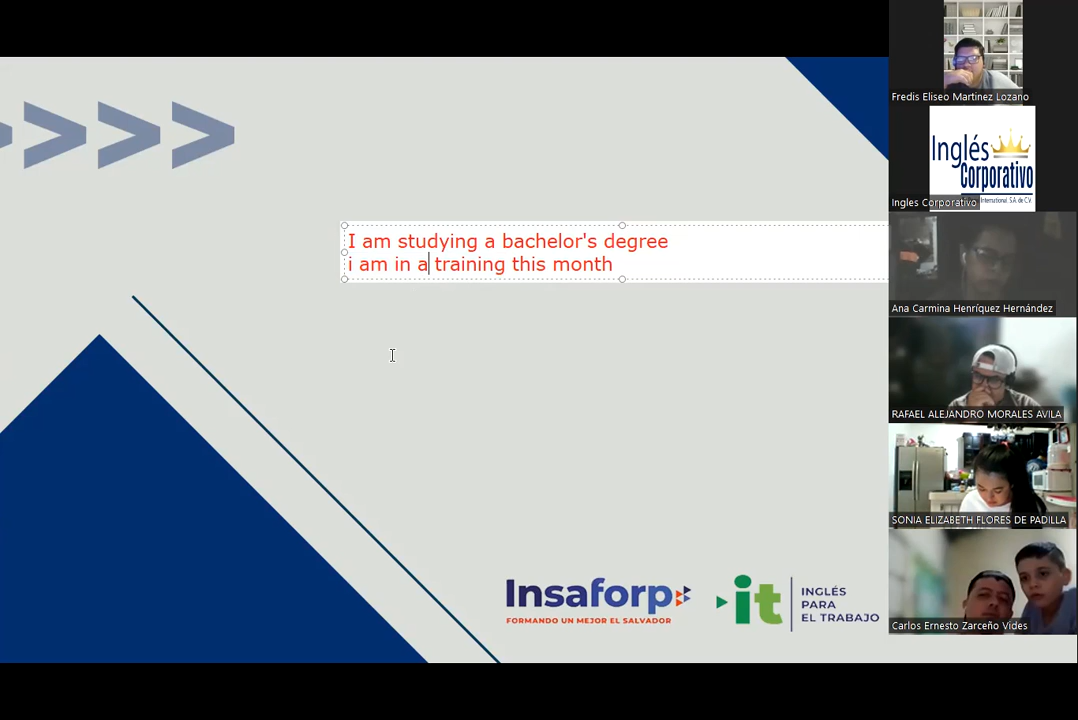 I am studying a bachelor's degree
i am in a training this month
Insaforp
FORMANDO UN MEJOR EL SALVADOR
it
INGLÉS
PARA
EL TRABAJO
Fredis Eliseo Martinez Lozano
Inglés
Corporativo
International, S.A. de C.V.
Ingles Corporativo
Ana Carmina Henríquez Hernández
RAFAEL ALEJANDRO MORALES AVILA
SONIA ELIZABETH FLORES DE PADILLA
Carlos Ernesto Zarceño Vides